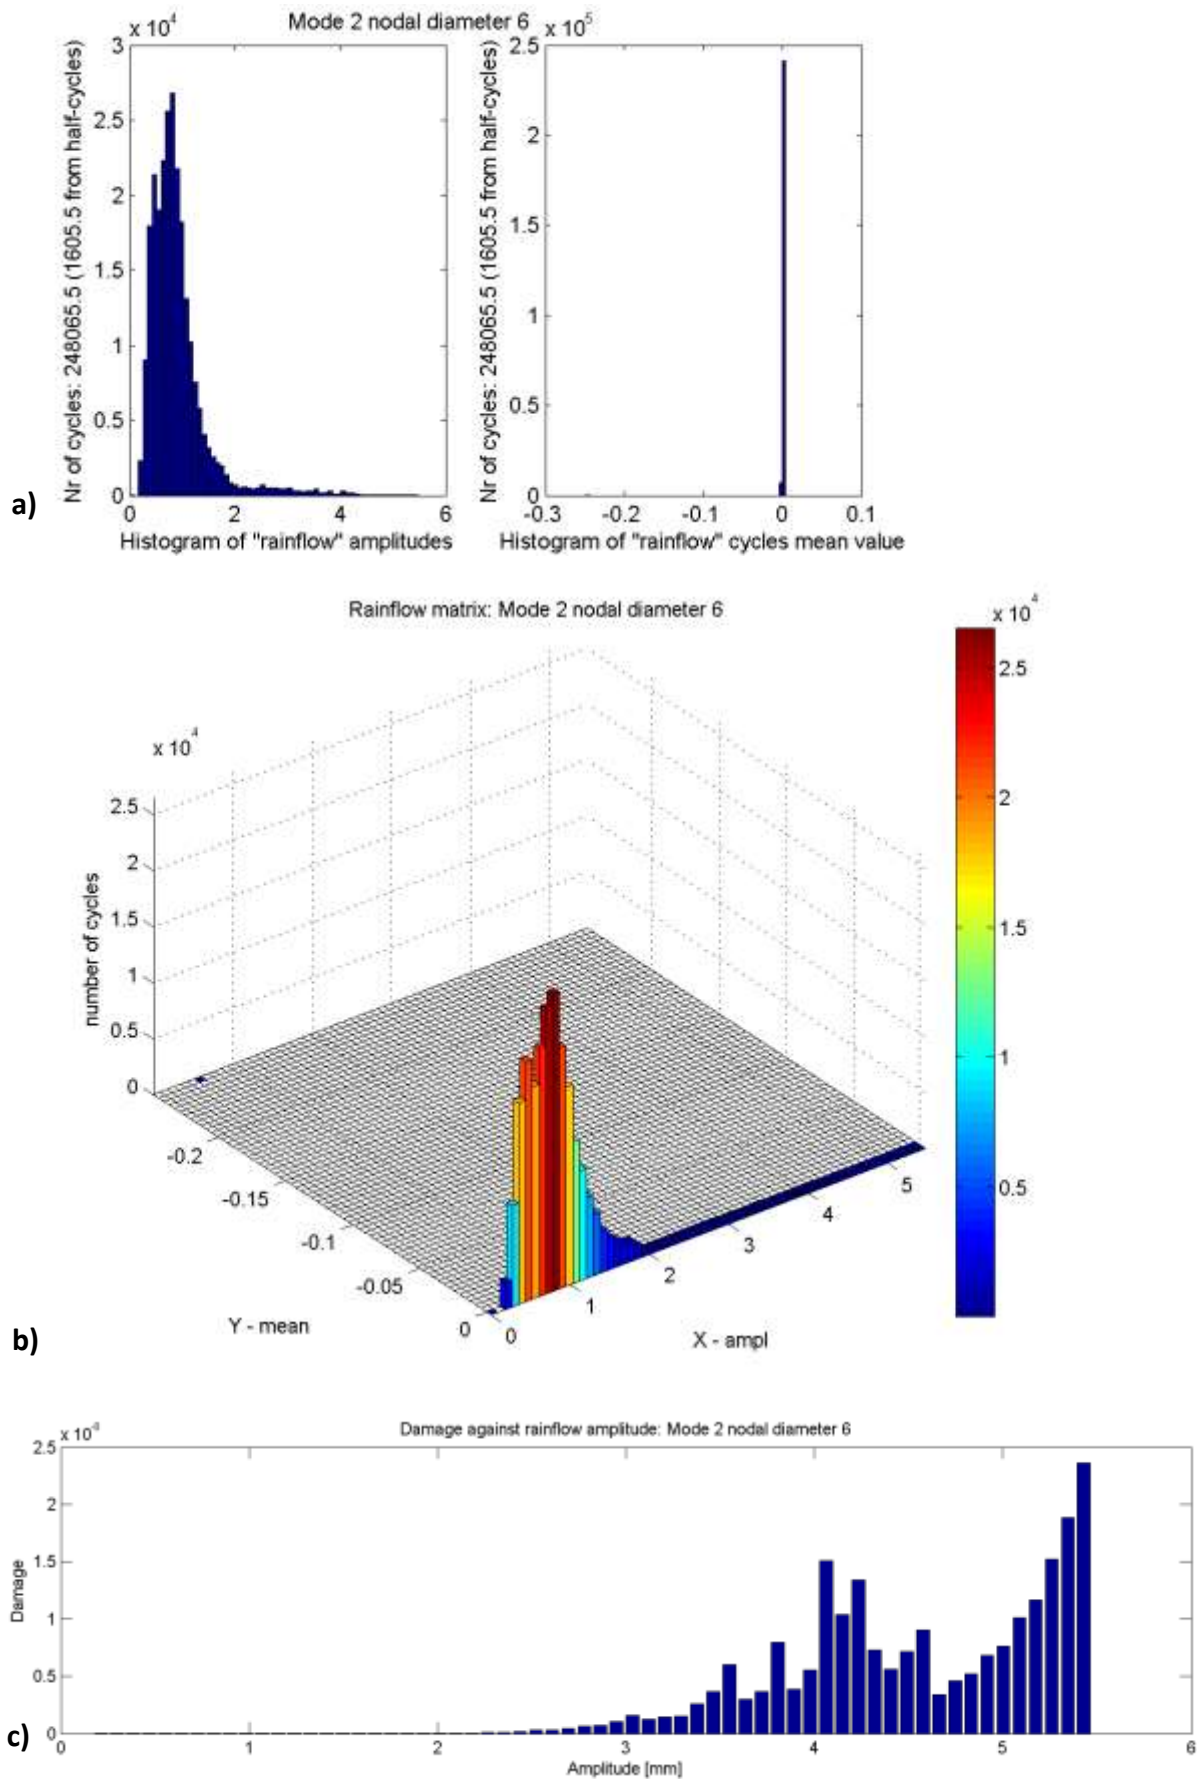 Mode 2 nodal diameter 6
x 10^4
3
2.5
2
1.5
1
0.5
0
0 2 4 6
Nr of cycles: 248065.5 (1605.5 from half-cycles)
Histogram of "rainflow" amplitudes
x 10^5
2.5
2
1.5
1
0.5
0
-0.3 -0.2 -0.1 0 0.1
Nr of cycles: 248065.5 (1605.5 from half-cycles)
Histogram of "rainflow" cycles mean value
a)
Rainflow matrix: Mode 2 nodal diameter 6
x 10^4
2.5
2
1.5
1
0.5
0
number of cycles
-0.2
-0.15
-0.1
-0.05
0
Y - mean
0
1
2
3
4
5
X - ampl
x 10^4
2.5
2
1.5
1
0.5
b)
Damage against rainflow amplitude: Mode 2 nodal diameter 6
x 10^-4
2.5
2
1.5
1
0.5
0
Damage
0 1 2 3 4 5 6
Amplitude [mm]
c)